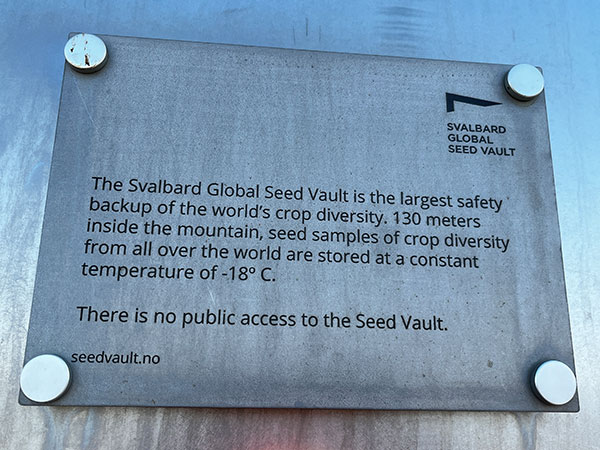 SVALBARD
GLOBAL
SEED VAULT
The Svalbard Global Seed Vault is the largest safety
backup of the world's crop diversity. 130 meters
inside the mountain, seed samples of crop diversity
from all over the world are stored at a constant
temperature of -18° C.
There is no public access to the Seed Vault.
seedvault.no